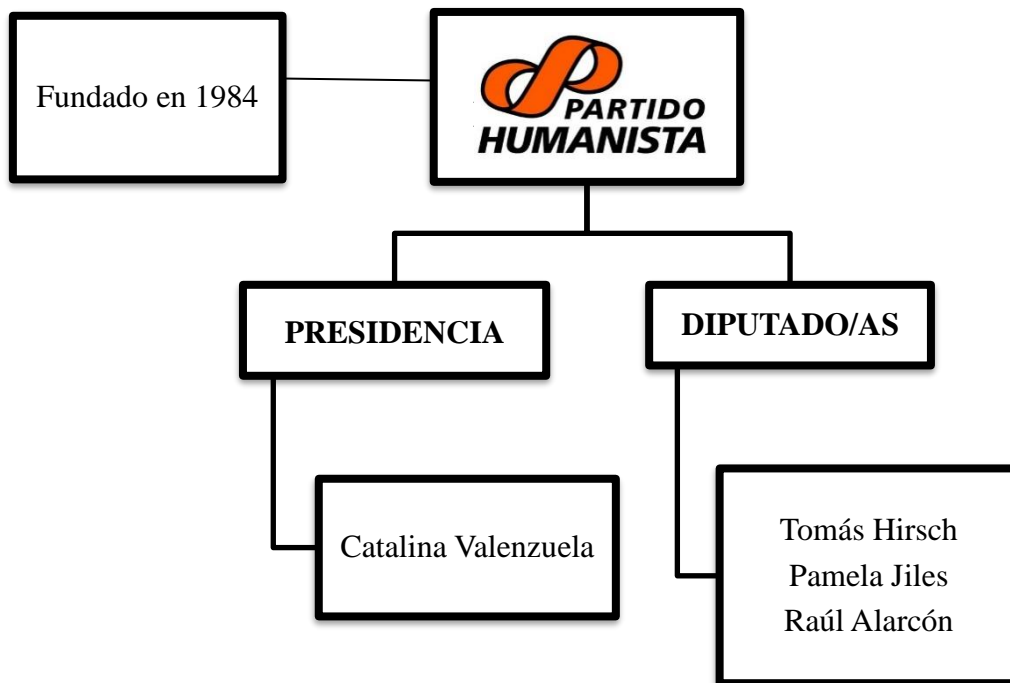 Fundado en 1984
PARTIDO
HUMANISTA
PRESIDENCIA
DIPUTADO/AS
Catalina Valenzuela
Tomás Hirsch
Pamela Jiles
Raúl Alarcón